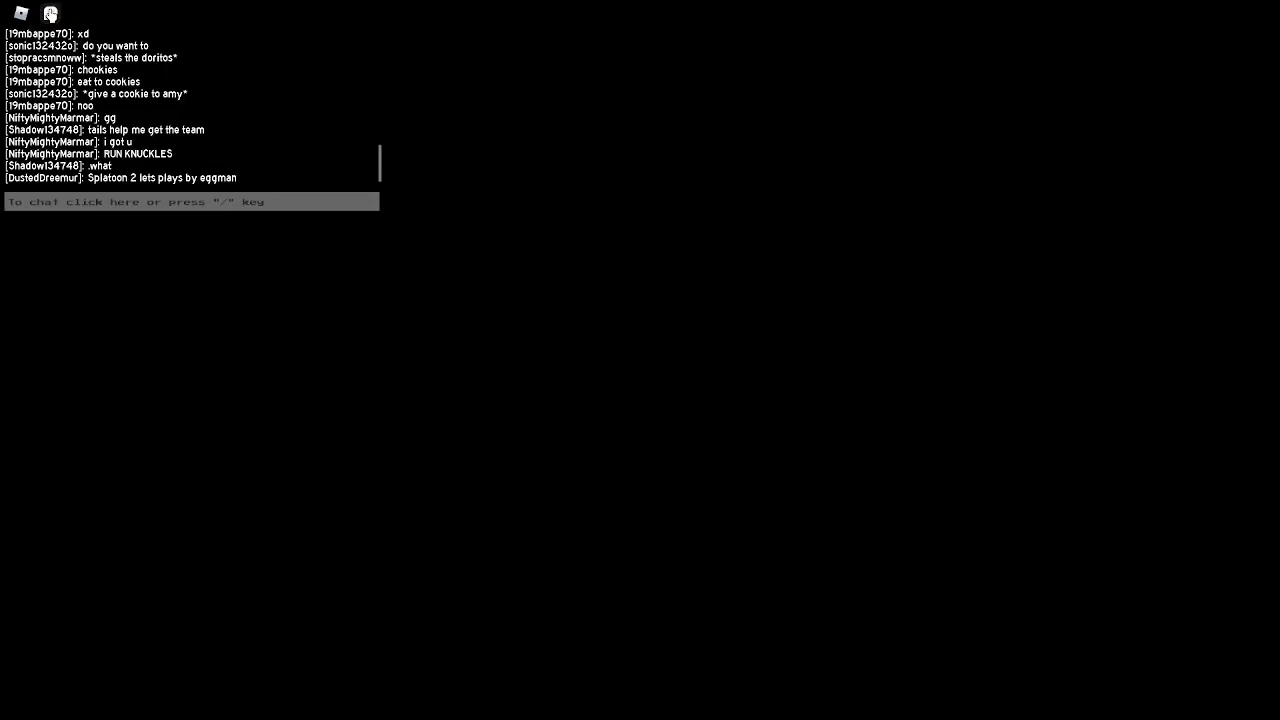 [19mbappe70]: xd
[sonic132432o]: do you want to
[stopracsmnoww]: *steals the doritos*
[19mbappe70]: chookies
[19mbappe70]: eat to cookies
[sonic132432o]: *give a cookie to amy*
[19mbappe70]: noo
[NiftyMightyMarmar]: gg
[Shadow134748]: tails help me get the team
[NiftyMightyMarmar]: i got u
[NiftyMightyMarmar]: RUN KNUCKLES
[Shadow134748]: .what
[DustedDreemur]: Splatoon 2 lets plays by eggman
To chat click here or press "/" key